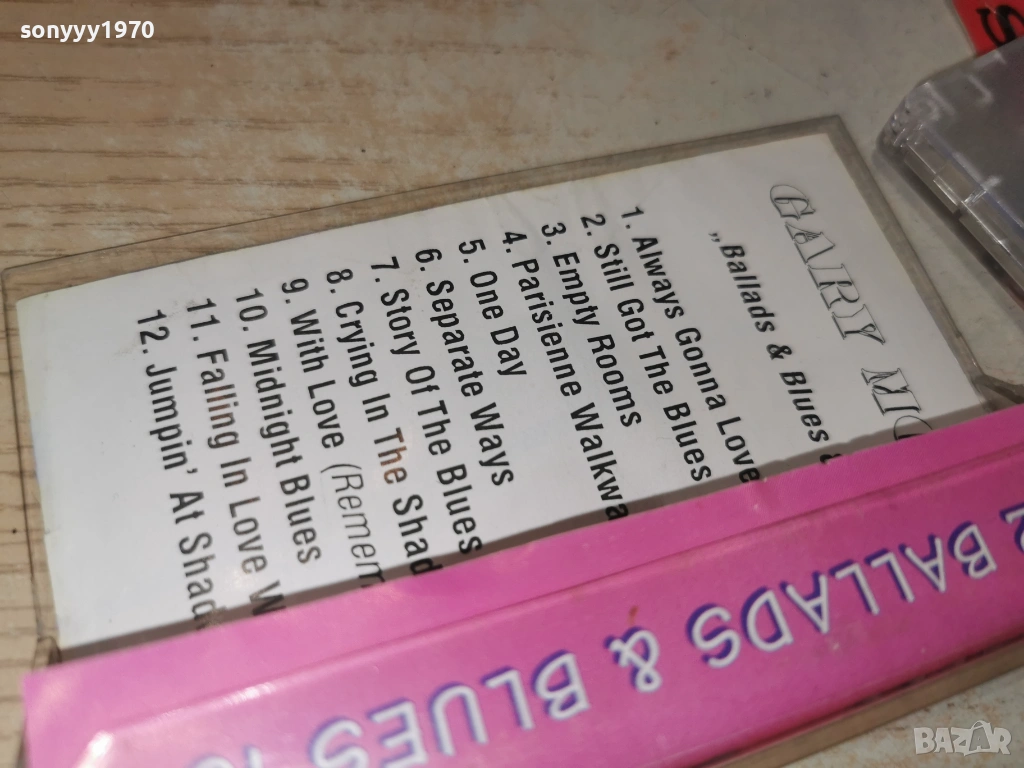 sonyyy1970
S
GARY
„Ballads & Blues
1. Always Gonna Love
2. Still Got The Blues
3. Empty Rooms
4. Parisienne Walkwa
5. One Day
6. Separate Ways
7. Story Of The Blues
8. Crying In The Shad
9. With Love (Remem
10. Midnight Blues
11. Falling In Love W
12. Jumpin' At Shad
BALLADS & BLUES
BAZAR